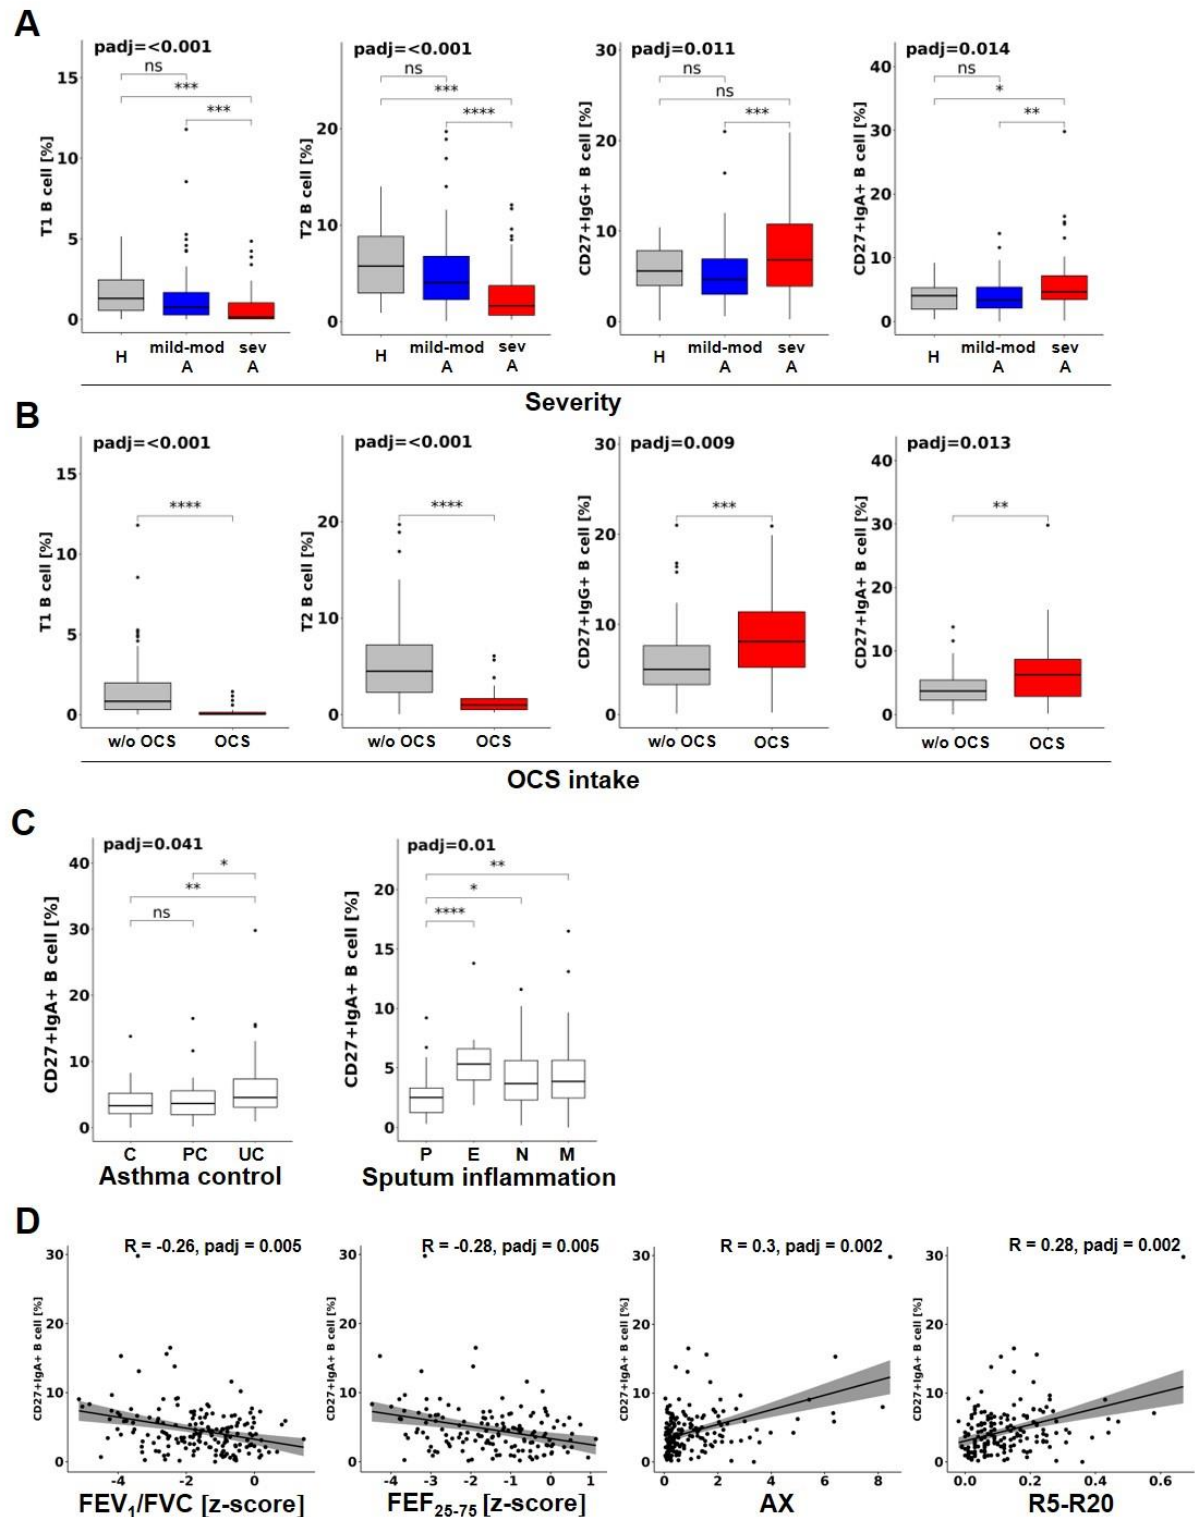 A
padj=<0.001
padj=<0.001
padj=0.011
padj=0.014
ns
***
***
ns
***
****
ns
ns
***
ns
*
**
T1 B cell [%]
15
10
5
0
T2 B cell [%]
20
10
0
CD27+IgG+ B cell [%]
30
20
10
0
CD27+IgA+ B cell [%]
40
30
20
10
0
H
mild-mod
A
sev
A
H
mild-mod
A
sev
A
H
mild-mod
A
sev
A
H
mild-mod
A
sev
A
Severity
B
padj=<0.001
padj=<0.001
padj=0.009
padj=0.013
****
****
***
**
T1 B cell [%]
15
10
5
0
T2 B cell [%]
20
10
0
CD27+IgG+ B cell [%]
30
20
10
0
CD27+IgA+ B cell [%]
40
30
20
10
0
w/o OCS OCS
w/o OCS OCS
w/o OCS OCS
w/o OCS OCS
OCS intake
C
padj=0.041
*
**
ns
CD27+IgA+ B cell [%]
40
30
20
10
0
C PC UC
Asthma control
padj=0.01
**
*
****
CD27+IgA+ B cell [%]
20
15
10
5
0
P E N M
Sputum inflammation
D
R = -0.26, padj = 0.005
CD27+IgA+ B cell [%]
30
20
10
0
-4 -2 0
FEV1/FVC [z-score]
R = -0.28, padj = 0.005
CD27+IgA+ B cell [%]
30
20
10
0
-4 -3 -2 -1 0 1
FEF25-75 [z-score]
R = 0.3, padj = 0.002
CD27+IgA+ B cell [%]
30
20
10
0
0 2 4 6 8
AX
R = 0.28, padj = 0.002
CD27+IgA+ B cell [%]
30
20
10
0
0.0 0.2 0.4 0.6
R5-R20